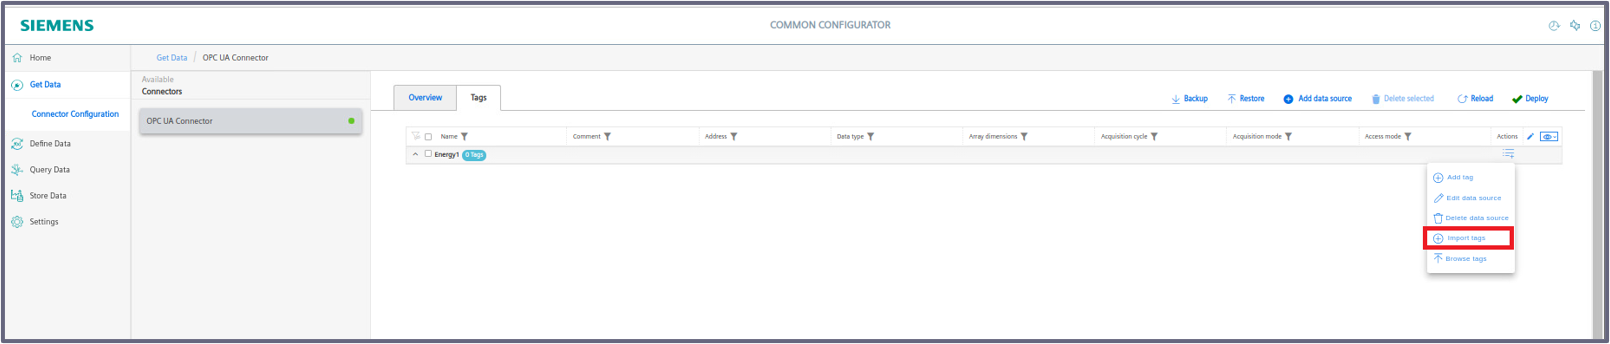 SIEMENS
COMMON CONFIGURATOR
Home
Get Data
Connector Configuration
Define Data
Query Data
Store Data
Settings
Get Data / OPC UA Connector
Available
Connectors
OPC UA Connector
Overview Tags
Backup Restore Add data source Delete selected Reload Deploy
Name Comment Address Data type Array dimensions Acquisition cycle Acquisition mode Access mode Actions
Energy1 0 Tags
Add tag
Edit data source
Delete data source
Import tags
Browse tags